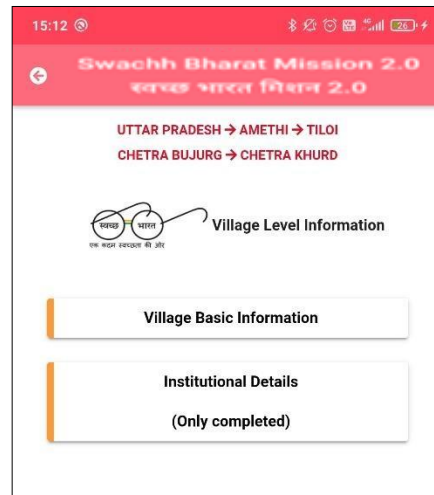 15:12
26
Swachh Bharat Mission 2.0
स्वच्छ भारत मिशन 2.0
UTTAR PRADESH → AMETHI → TILOI
CHETRA BUJURG → CHETRA KHURD
स्वच्छ भारत
एक कदम स्वच्छता की ओर
Village Level Information
Village Basic Information
Institutional Details
(Only completed)